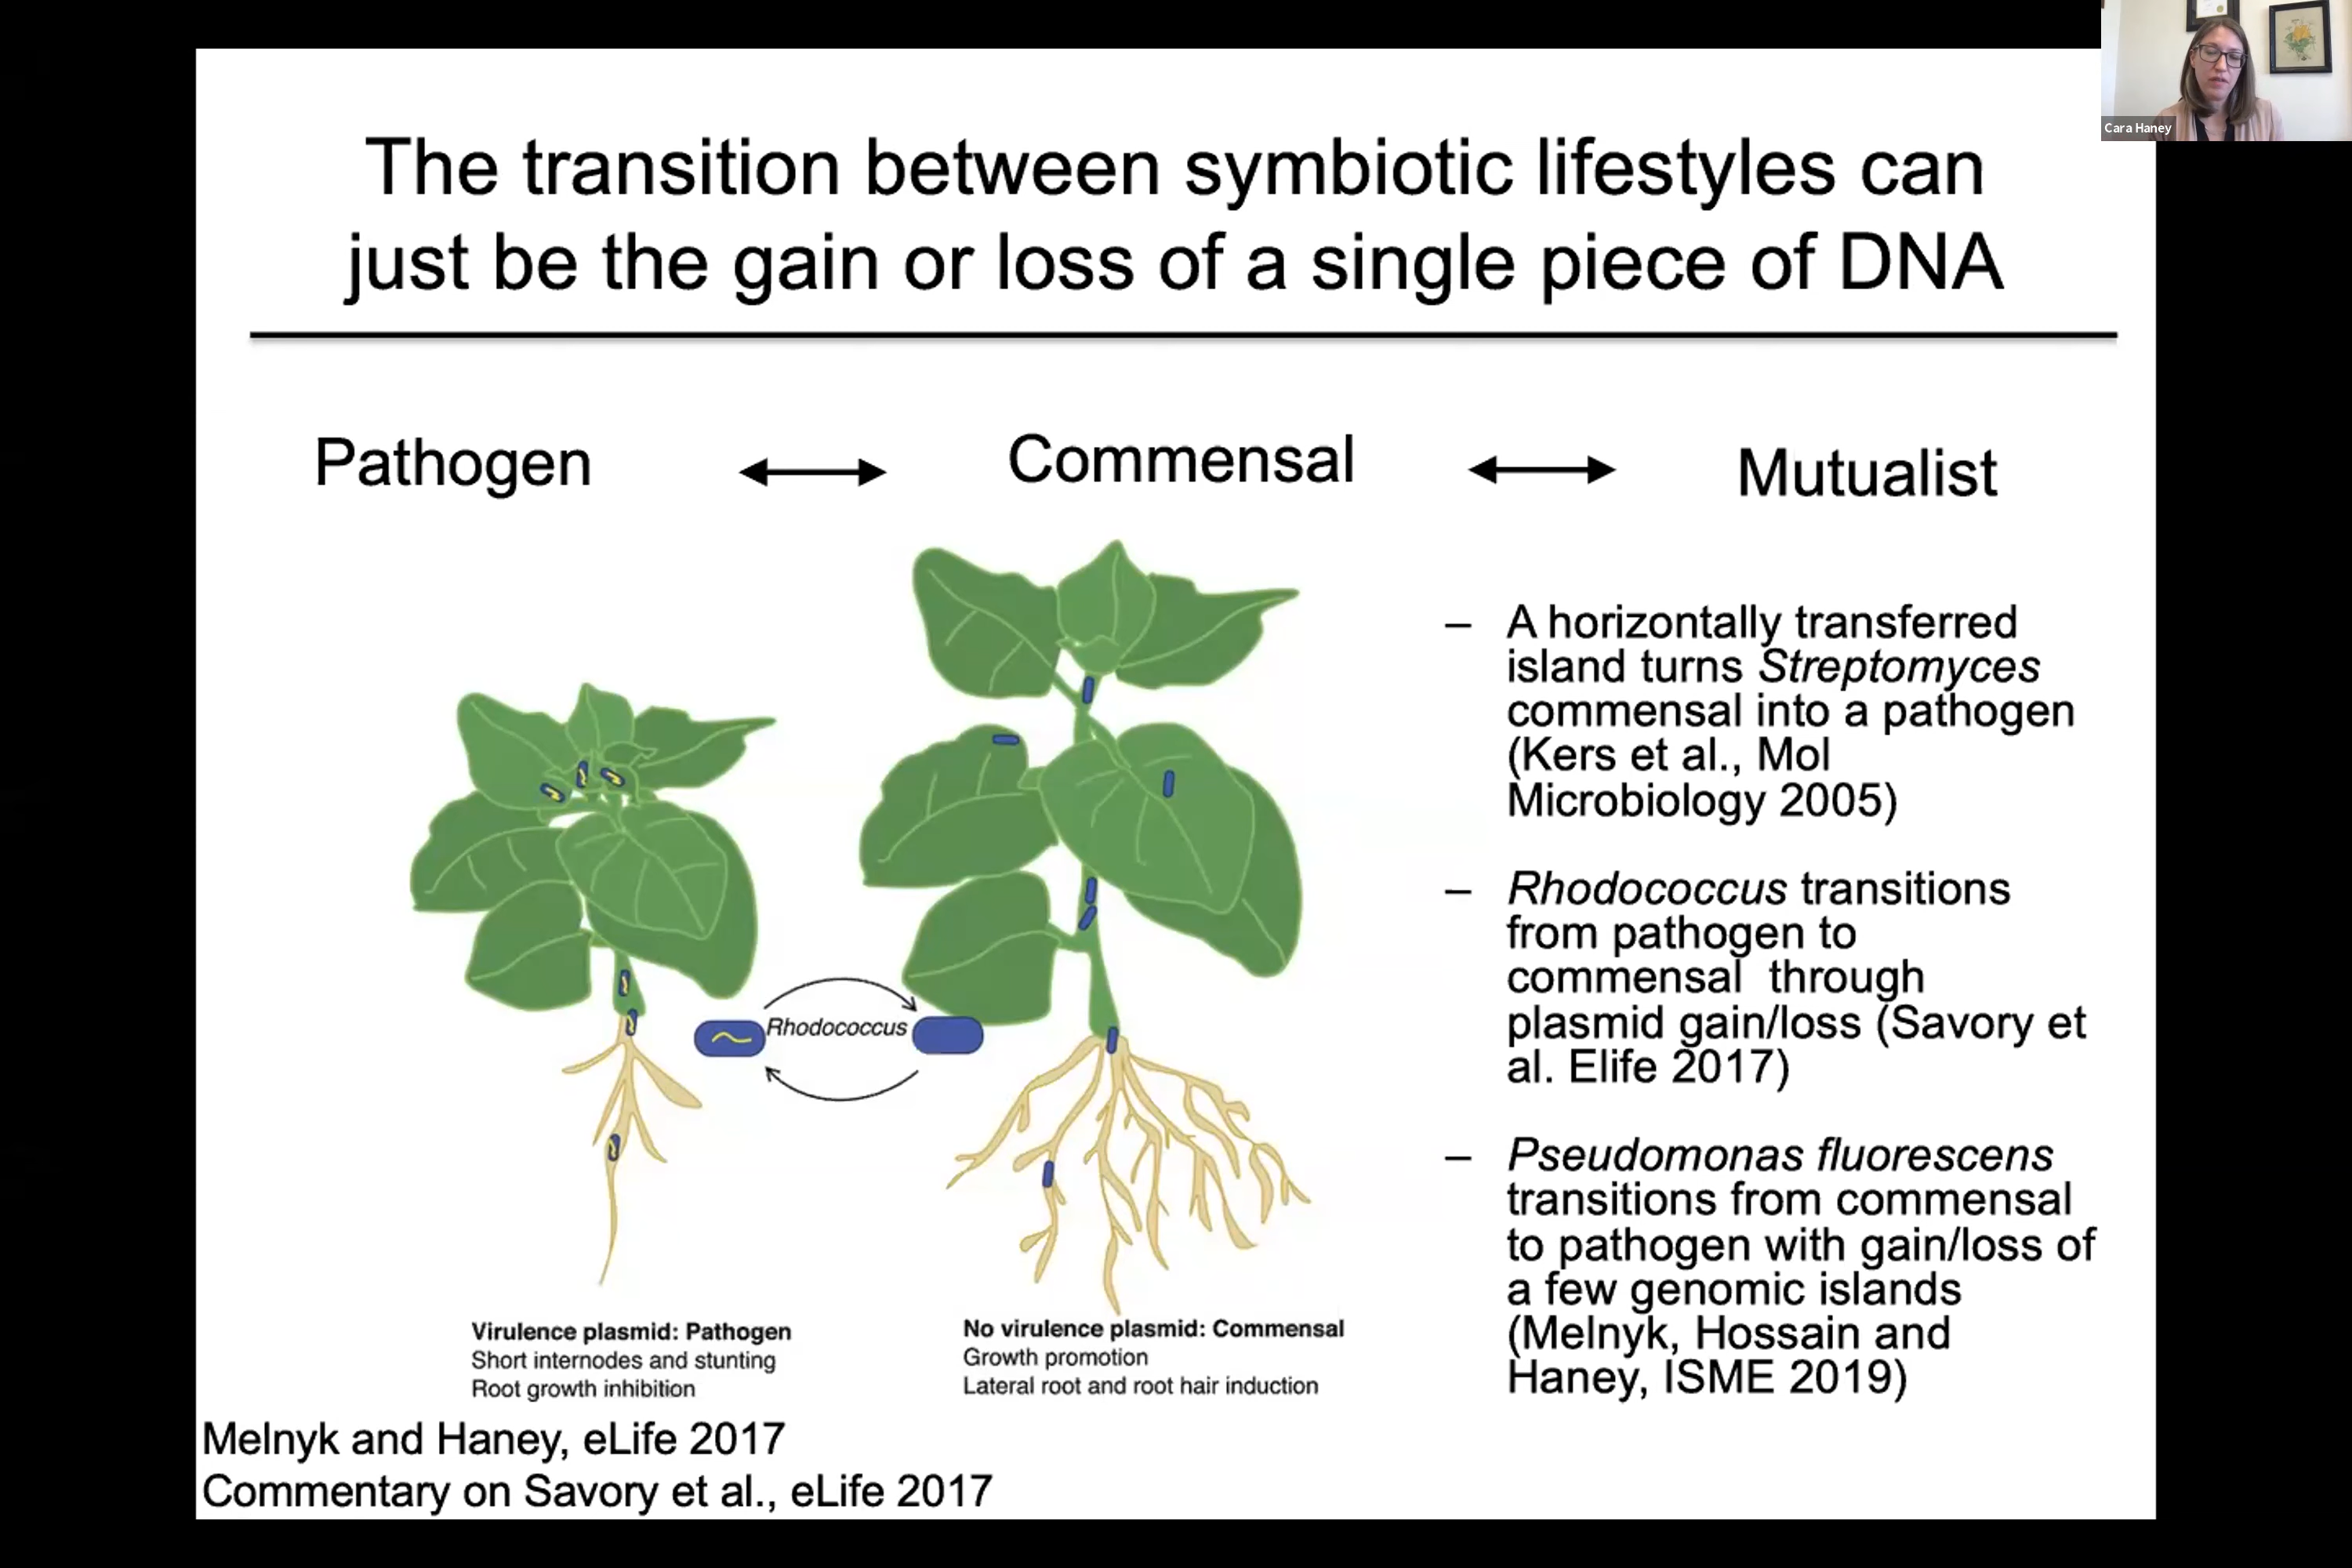 Cara Haney
The transition between symbiotic lifestyles can
just be the gain or loss of a single piece of DNA
Pathogen
Commensal
Mutualist
Rhodococcus
Virulence plasmid: Pathogen
Short internodes and stunting
Root growth inhibition
No virulence plasmid: Commensal
Growth promotion
Lateral root and root hair induction
– A horizontally transferred
island turns Streptomyces
commensal into a pathogen
(Kers et al., Mol
Microbiology 2005)
– Rhodococcus transitions
from pathogen to
commensal through
plasmid gain/loss (Savory et
al. Elife 2017)
– Pseudomonas fluorescens
transitions from commensal
to pathogen with gain/loss of
a few genomic islands
(Melnyk, Hossain and
Haney, ISME 2019)
Melnyk and Haney, eLife 2017
Commentary on Savory et al., eLife 2017